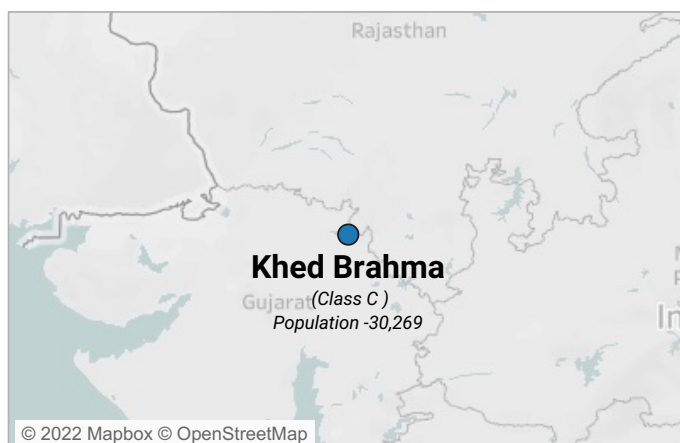 Rajasthan
Khed Brahma
(Class C )
Gujarat
Population -30,269
© 2022 Mapbox © OpenStreetMap